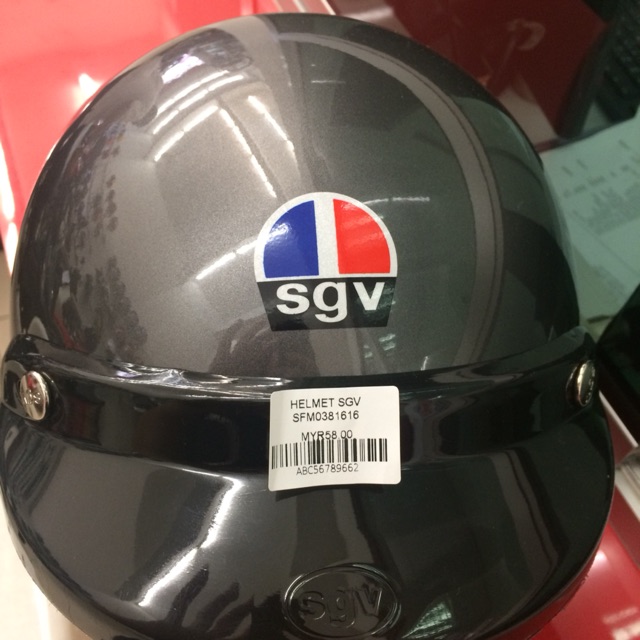 sgv
HELMET SGV
SFM0381616
MYR58.00
ABC56789662
sgv